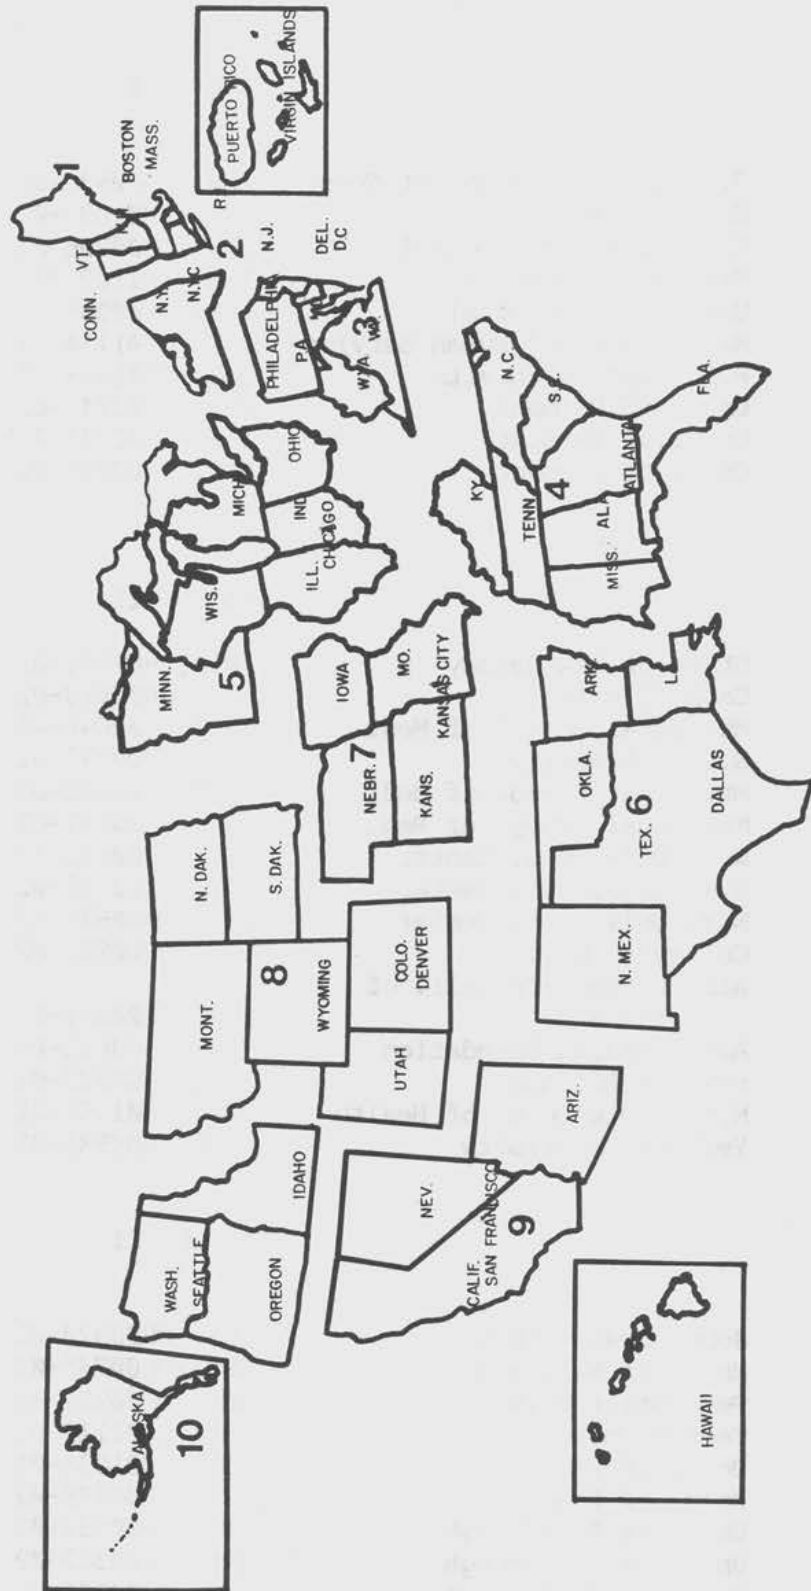 10
ALASKA
WASH.
SEATTLE
OREGON
IDAHO
MONT.
N. DAK.
S. DAK.
8
WYOMING
UTAH
COLO.
DENVER
NEV.
CALIF.
SAN FRANCISCO
9
ARIZ.
HAWAII
MINN.
5
WIS.
MICH
ILL.
IND
CHICAGO
OHIO
IOWA
7
NEBR.
MO.
KANS.
KANSAS CITY
N. MEX.
OKLA.
ARK
TEX. 6
DALLAS
KY
TENN.
N.C.
S.C.
4
MISS.
ALA
ATLANTA
FLA.
CONN.
VT.
1
BOSTON
MASS.
N.Y.
N.Y.C
2
N.J.
PHILADELPHIA
PA.
3
DEL.
D.C
PUERTO RICO
VIRGIN ISLANDS